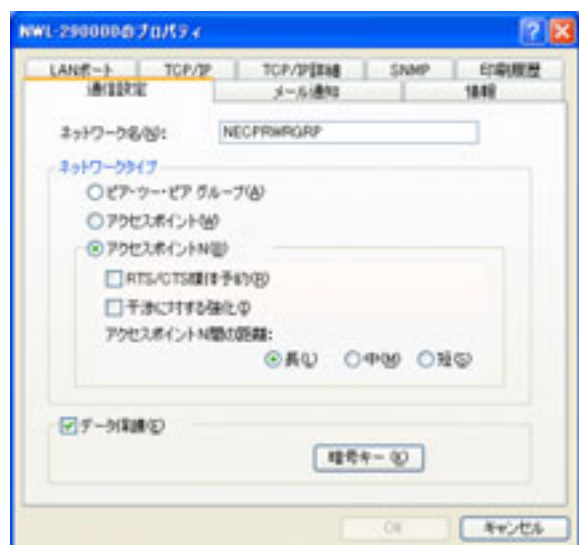 NWL-290000のプロパティ
LANポート TCP/IP TCP/IP詳細 SNMP 印刷履歴
通信設定 メール通知 情報
ネットワーク名(N): NECPRWRGRP
ネットワークタイプ
ピア・ツー・ピア グループ(A)
アクセスポイント(W)
アクセスポイントN(B)
RTS/CTS媒体予約(R)
干渉に対する強化(I)
アクセスポイントN間の距離:
長(L) 中(M) 短(S)
データ保護(E)
暗号キー(K)
OK キャンセル